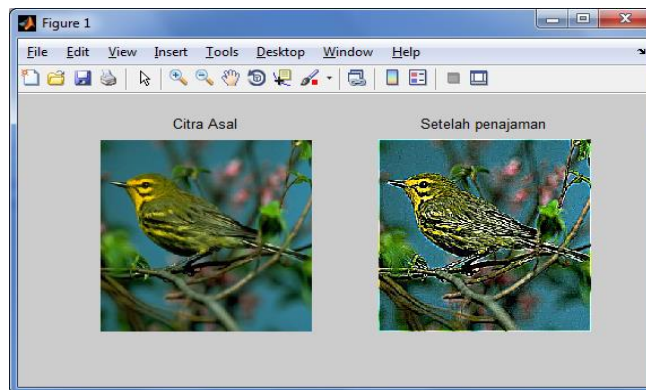 Figure 1
File Edit View Insert Tools Desktop Window Help
Citra Asal Setelah penajaman